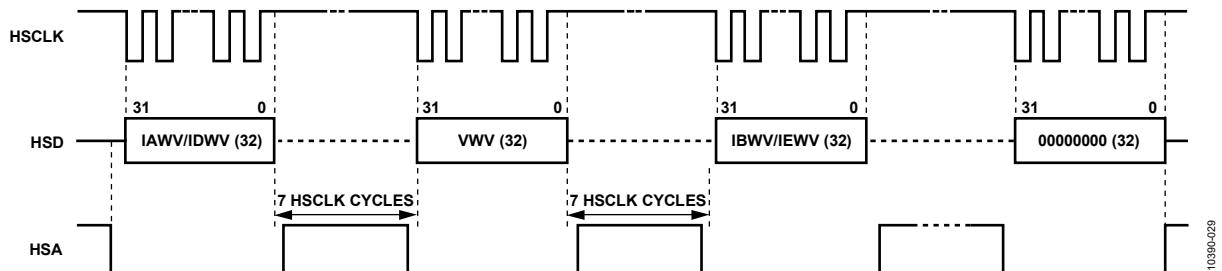 HSCLK
31 0 31 0 31 0 31 0
HSD IAWV/IDWV (32) VWV (32) IBWV/IEWV (32) 00000000 (32)
7 HSCLK CYCLES 7 HSCLK CYCLES
HSA
10390-029